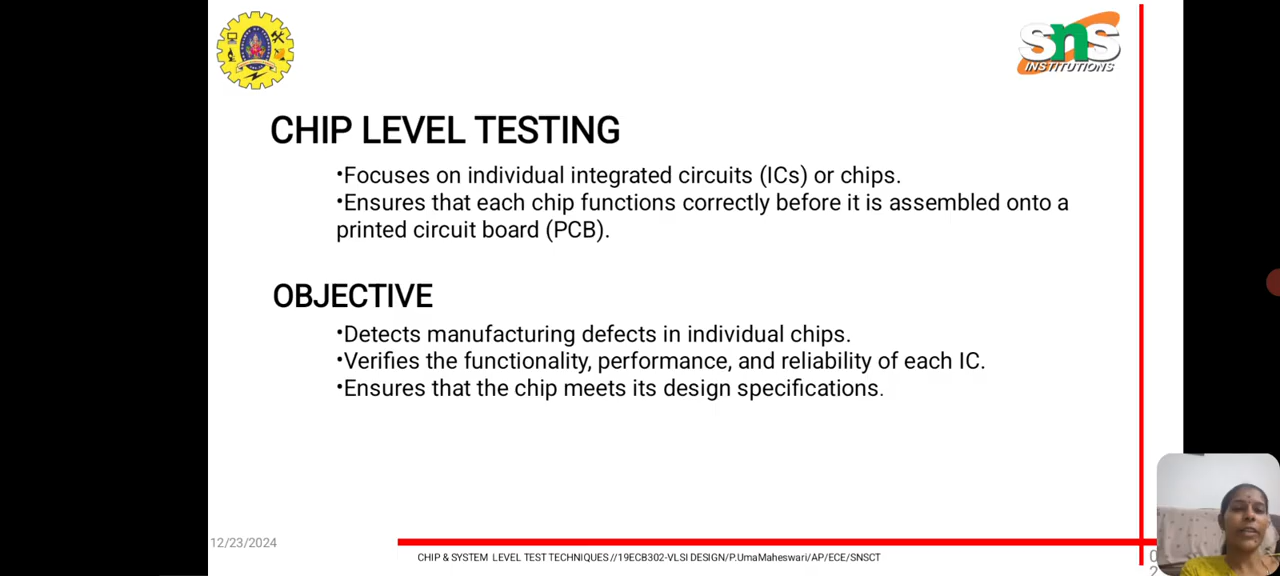 SNS
INSTITUTIONS
CHIP LEVEL TESTING
•Focuses on individual integrated circuits (ICs) or chips.
•Ensures that each chip functions correctly before it is assembled onto a
printed circuit board (PCB).
OBJECTIVE
•Detects manufacturing defects in individual chips.
•Verifies the functionality, performance, and reliability of each IC.
•Ensures that the chip meets its design specifications.
12/23/2024
CHIP & SYSTEM LEVEL TEST TECHNIQUES //19ECB302-VLSI DESIGN/P.UmaMaheswari/AP/ECE/SNSCT